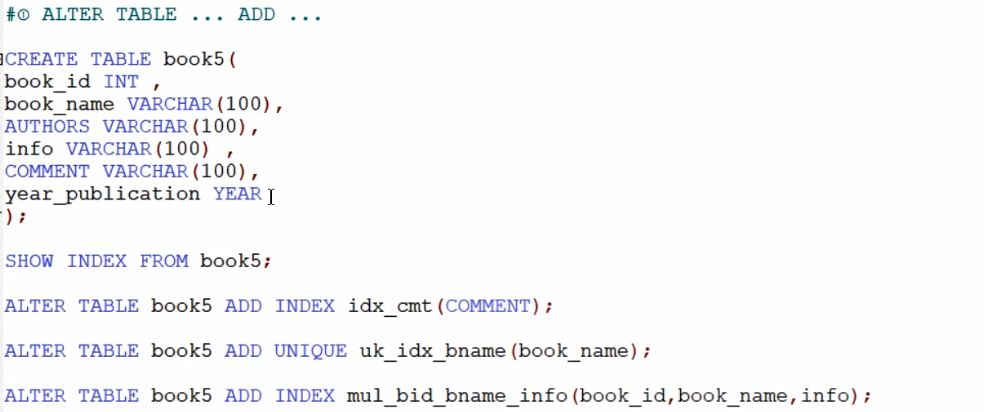 #① ALTER TABLE ... ADD ...
CREATE TABLE book5(
book_id INT ,
book_name VARCHAR(100),
AUTHORS VARCHAR(100),
info VARCHAR(100) ,
COMMENT VARCHAR(100),
year_publication YEAR
);
SHOW INDEX FROM book5;
ALTER TABLE book5 ADD INDEX idx_cmt(COMMENT);
ALTER TABLE book5 ADD UNIQUE uk_idx_bname(book_name);
ALTER TABLE book5 ADD INDEX mul_bid_bname_info(book_id,book_name,info);